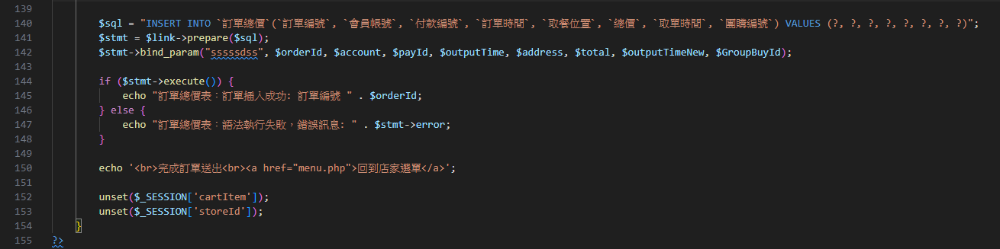 139
140 $sql = "INSERT INTO `訂單總價`(`訂單編號`, `會員帳號`, `付款編號`, `訂單時間`, `取餐位置`, `總價`, `取單時間`, `團購編號`) VALUES (?, ?, ?, ?, ?, ?, ?, ?)";
141 $stmt = $link->prepare($sql);
142 $stmt->bind_param("sssssdss", $orderId, $account, $payId, $outputTime, $address, $total, $outputTimeNew, $GroupBuyId);
143
144 if ($stmt->execute()) {
145 echo "訂單總價表：訂單插入成功: 訂單編號 " . $orderId;
146 } else {
147 echo "訂單總價表：語法執行失敗，錯誤訊息: " . $stmt->error;
148 }
149
150 echo '<br>完成訂單送出<br><a href="menu.php">回到店家選單</a>';
151
152 unset($_SESSION['cartItem']);
153 unset($_SESSION['storeId']);
154 }
155 ?>